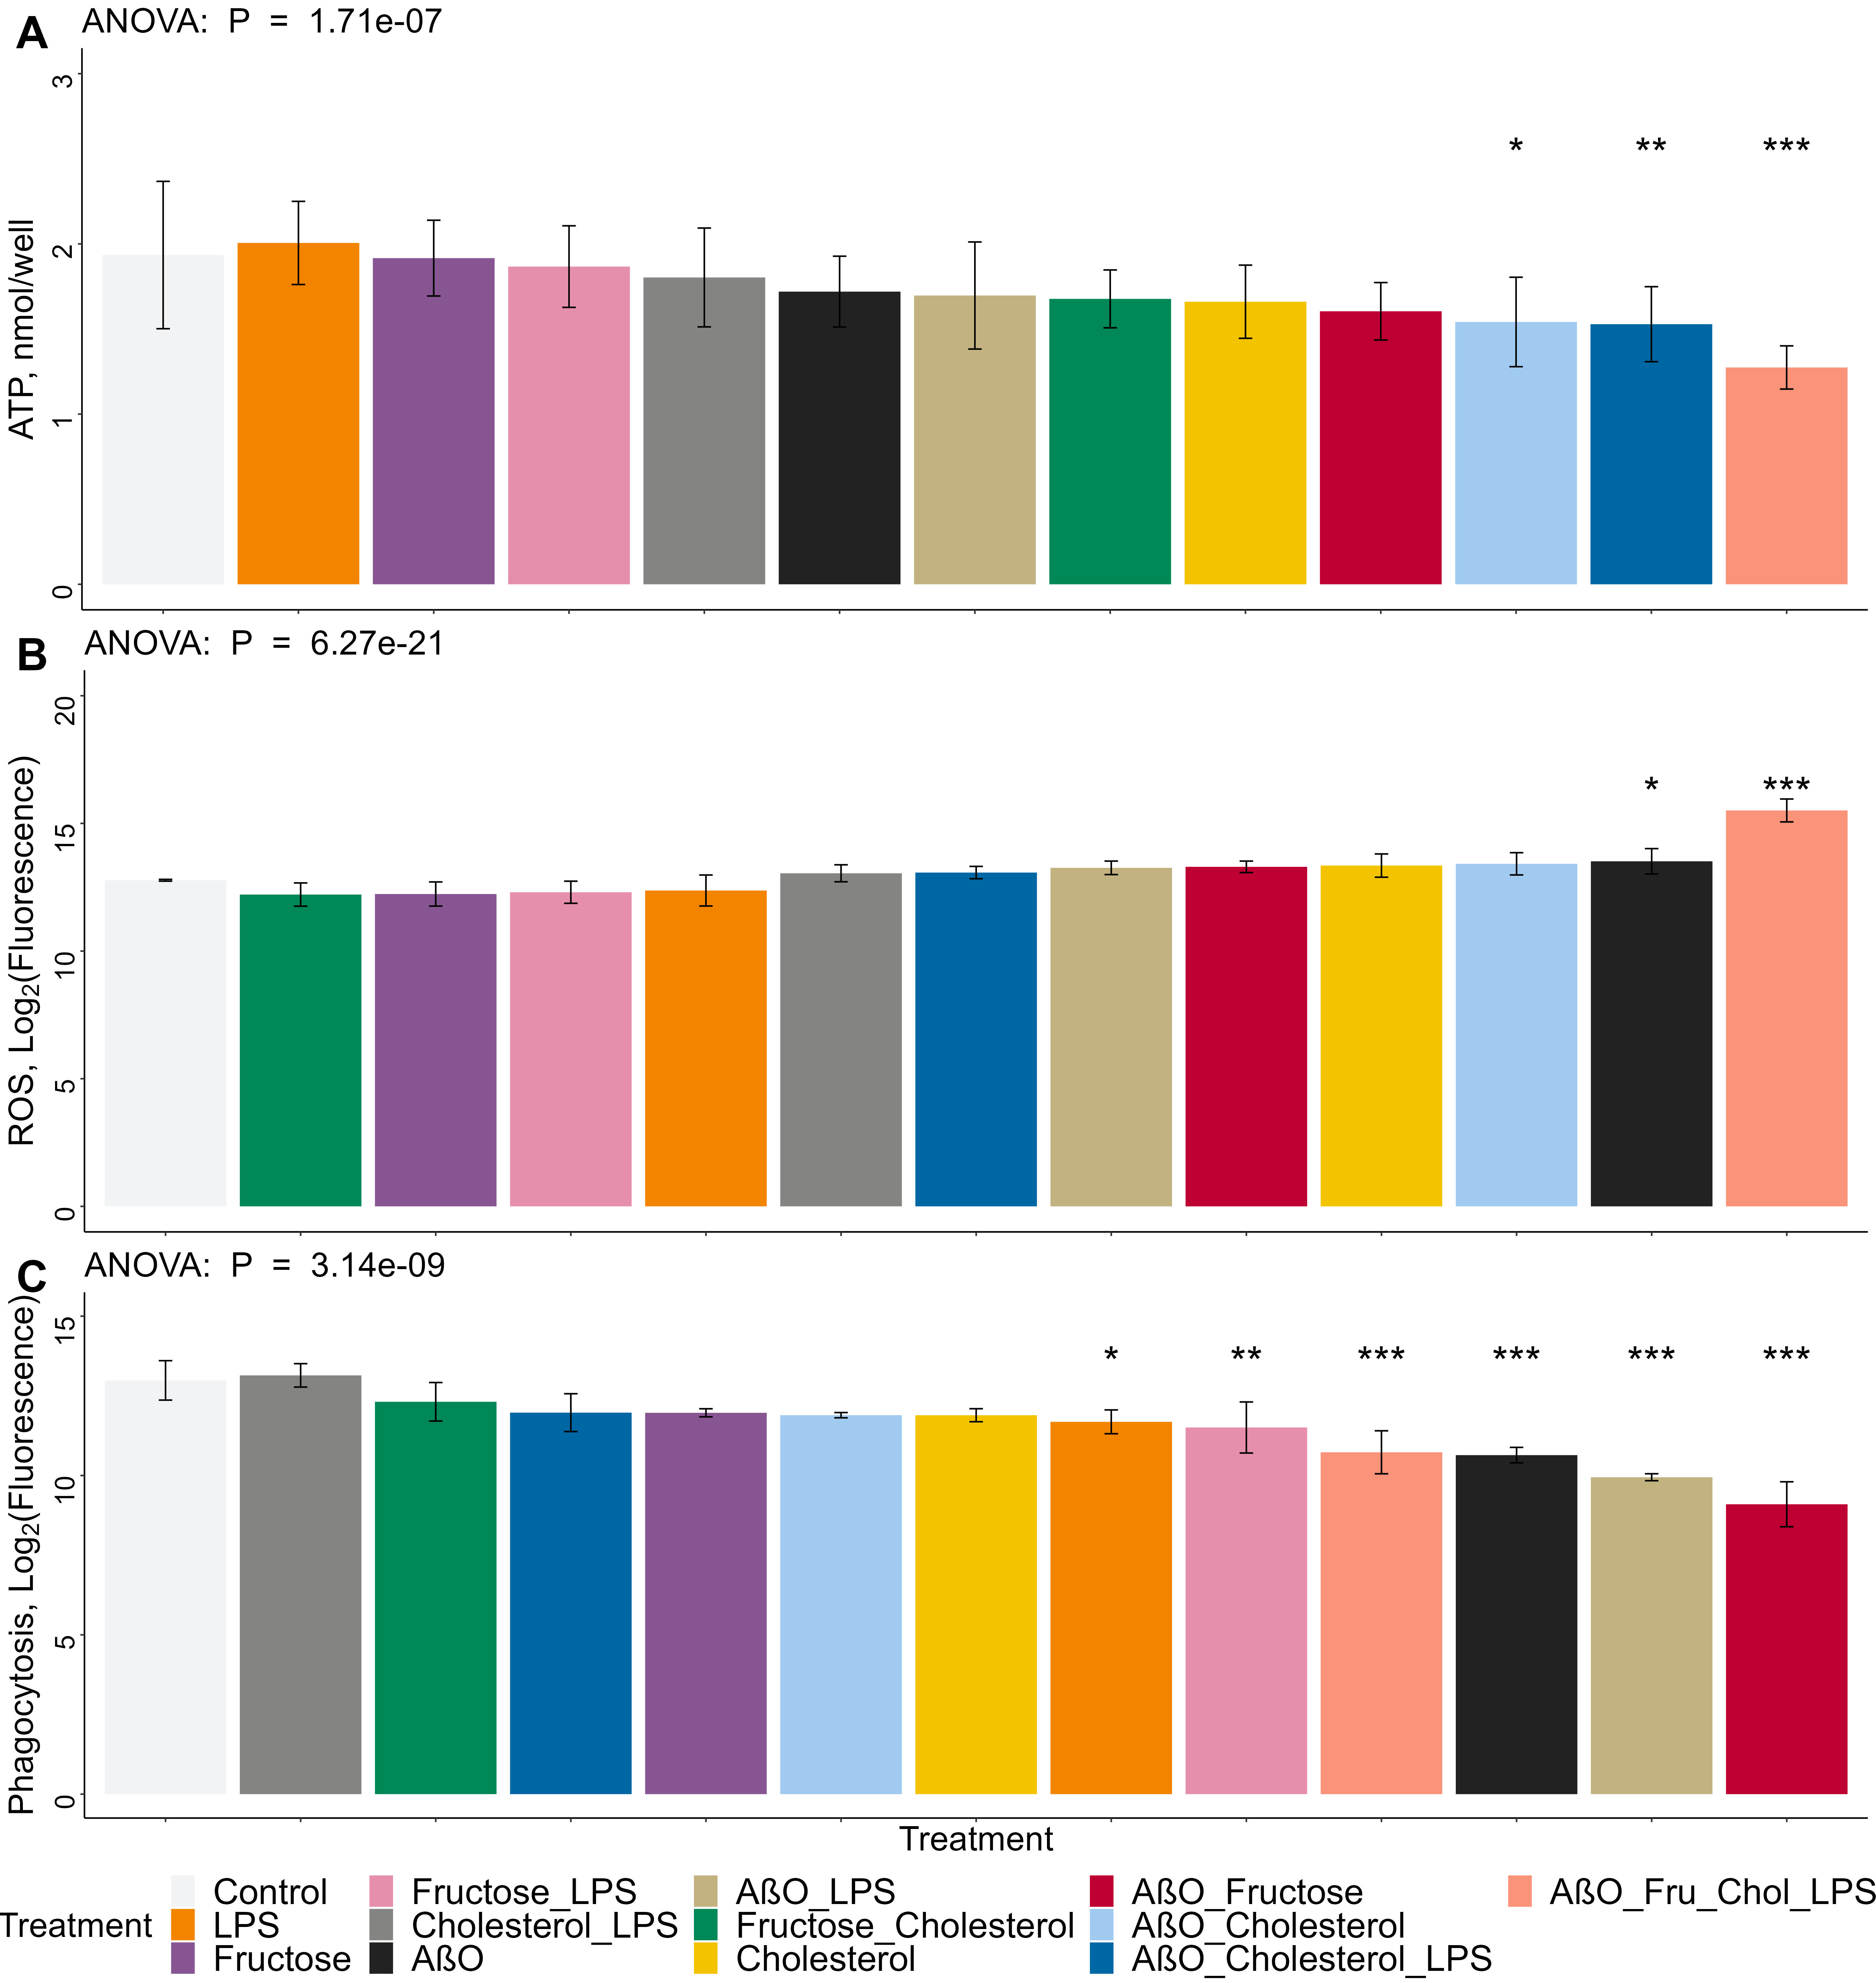 A ANOVA: P = 1.71e-07
3
2
1
0
ATP, nmol/well
* ** ***
B ANOVA: P = 6.27e-21
20
15
10
5
0
ROS, Log2(Fluorescence)
* ***
C ANOVA: P = 3.14e-09
15
10
5
0
Phagocytosis, Log2(Fluorescence)
* ** *** *** *** ***
Treatment
Treatment
Control
LPS
Fructose
Fructose_LPS
Cholesterol_LPS
AßO
AßO_LPS
Fructose_Cholesterol
Cholesterol
AßO_Fructose
AßO_Cholesterol
AßO_Cholesterol_LPS
AßO_Fru_Chol_LPS